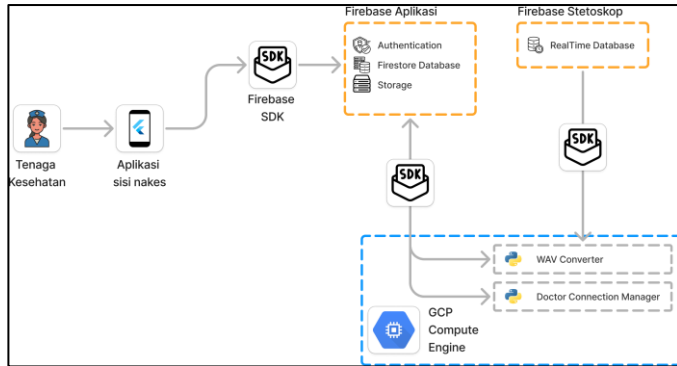 Firebase Aplikasi
Firebase Stetoskop
Authentication
Firestore Database
Storage
RealTime Database
SDK
Firebase
SDK
Tenaga
Kesehatan
Aplikasi
sisi nakes
SDK
SDK
WAV Converter
Doctor Connection Manager
GCP
Compute
Engine